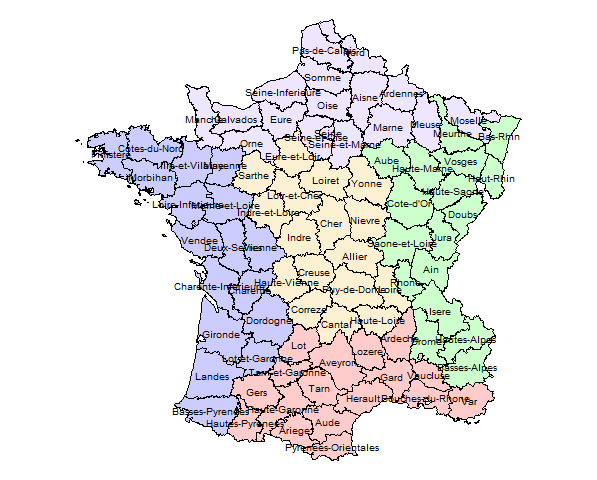 Nord
Pas-de-Calais
Somme
Seine-Inferieure
Aisne
Ardennes
Oise
Manche
Calvados
Eure
Moselle
Meuse
Marne
Meurthe
Bas-Rhin
Seine-et-Oise
Seine
Seine-et-Marne
Orne
Cotes-du-Nord
Finistere
Eure-et-Loir
Aube
Vosges
Ille-et-Vilaine
Mayenne
Haute-Marne
Sarthe
Morbihan
Loiret
Yonne
Haut-Rhin
Haute-Saone
Loir-et-Cher
Loire-Inferieure
Maine-et-Loire
Cote-d'Or
Indre-et-Loire
Doubs
Cher
Nievre
Vendee
Indre
Jura
Deux-Sevres
Vienne
Saone-et-Loire
Allier
Ain
Creuse
Haute-Vienne
Rhone
Charente-Inferieure
Charente
Puy-de-Dome
Loire
Correze
Isere
Dordogne
Cantal
Haute-Loire
Gironde
Ardeche
Drome
Hautes-Alpes
Lot
Lozere
Aveyron
Lot-et-Garonne
Basses-Alpes
Tarn-et-Garonne
Landes
Gard
Vaucluse
Tarn
Gers
Herault
Bouches-du-Rhone
Var
Basses-Pyrenees
Haute-Garonne
Hautes-Pyrenees
Aude
Ariege
Pyrenees-Orientales